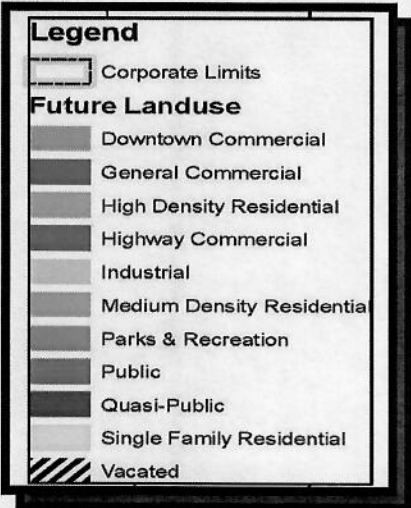 Legend
Corporate Limits
Future Landuse
Downtown Commercial
General Commercial
High Density Residential
Highway Commercial
Industrial
Medium Density Residential
Parks & Recreation
Public
Quasi-Public
Single Family Residential
Vacated